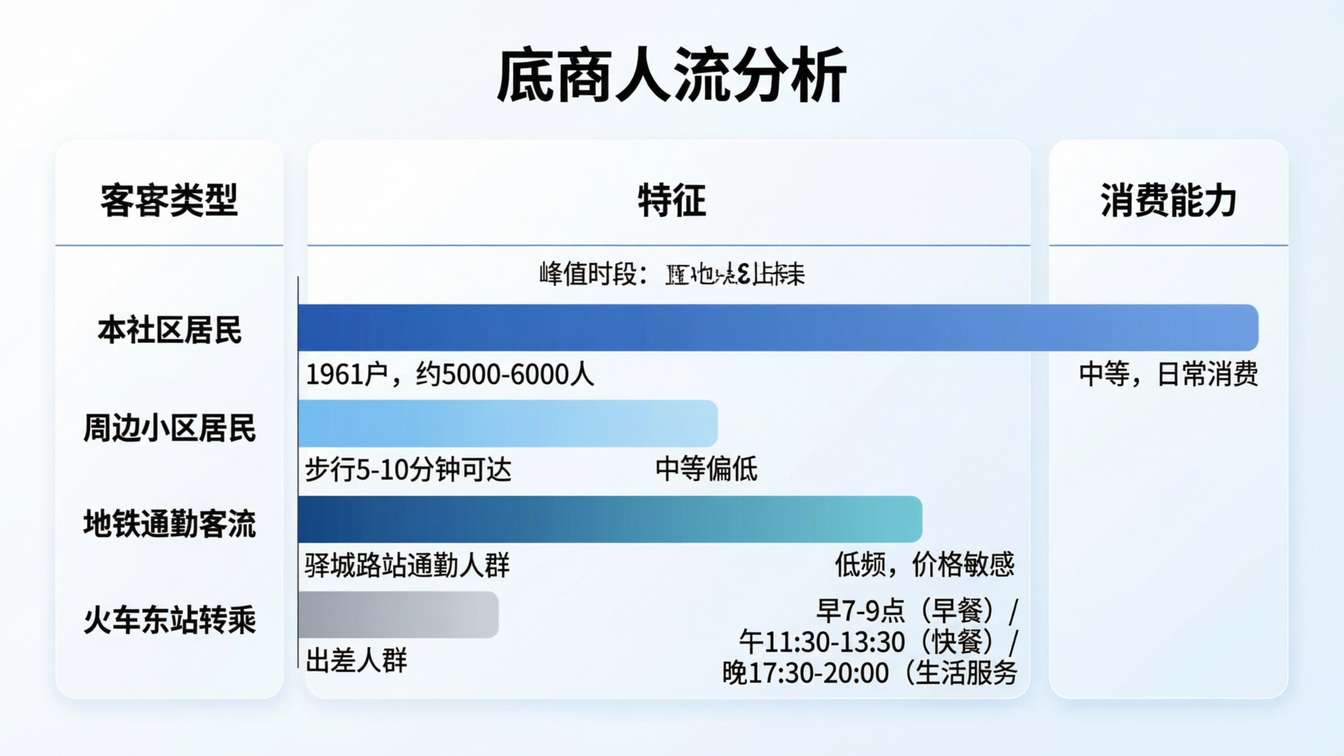 底商人流分析
客客类型
特征
消费能力
峰值时段：
本社区居民
1961户，约5000-6000人
中等，日常消费
周边小区居民
步行5-10分钟可达
中等偏低
地铁通勤客流
驿城路站通勤人群
低频，价格敏感
火车东站转乘
出差人群
早7-9点（早餐）/
午11:30-13:30（快餐）/
晚17:30-20:00（生活服务